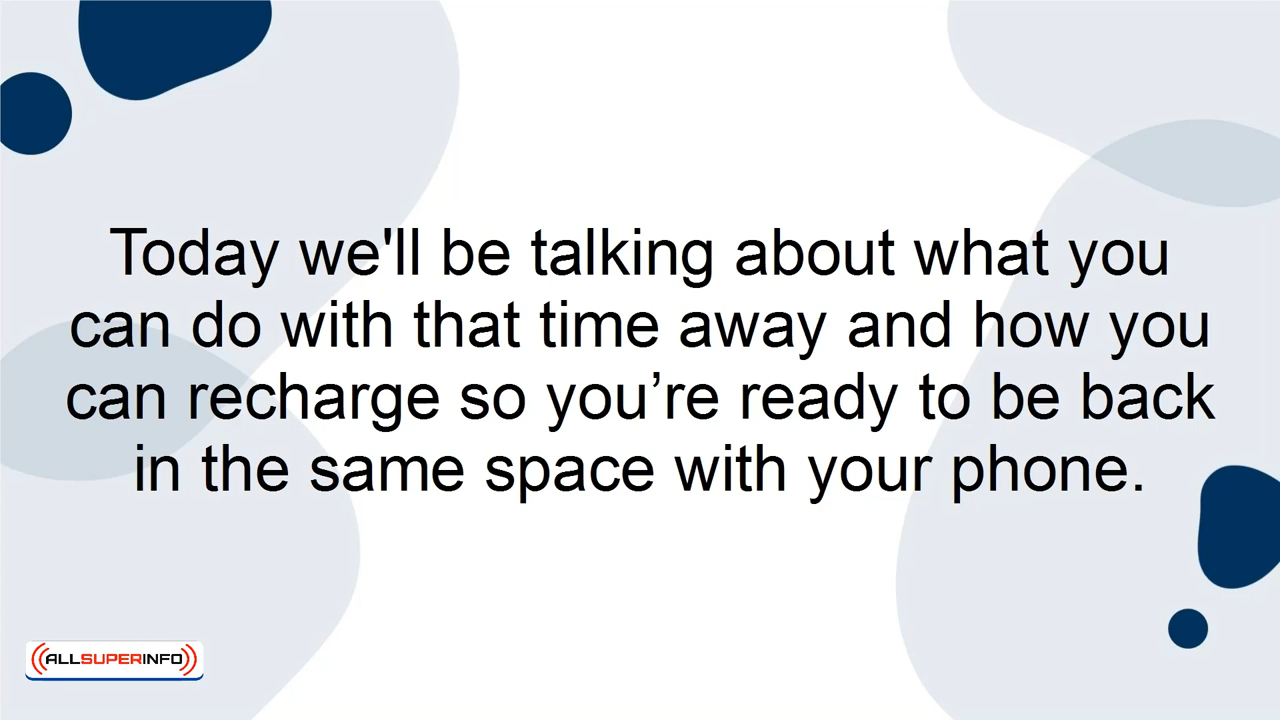 Today we'll be talking about what you
can do with that time away and how you
can recharge so you’re ready to be back
in the same space with your phone.
ALLSUPERINFO